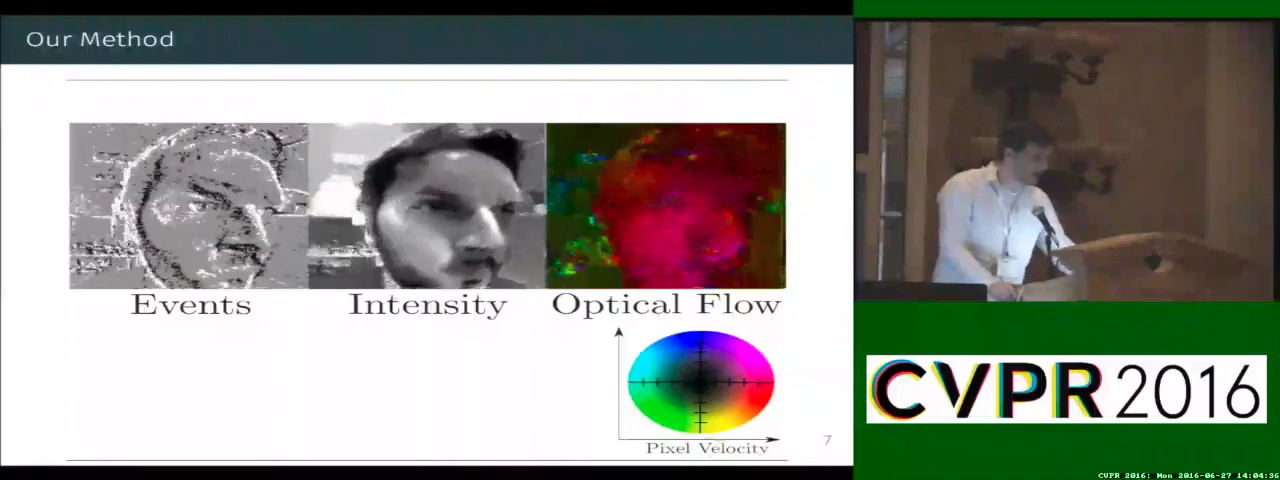 Our Method
Events
Intensity
Optical Flow
Pixel Velocity
7
CVPR 2016
CVPR 2016: Mon 2016-06-27 14:04:36